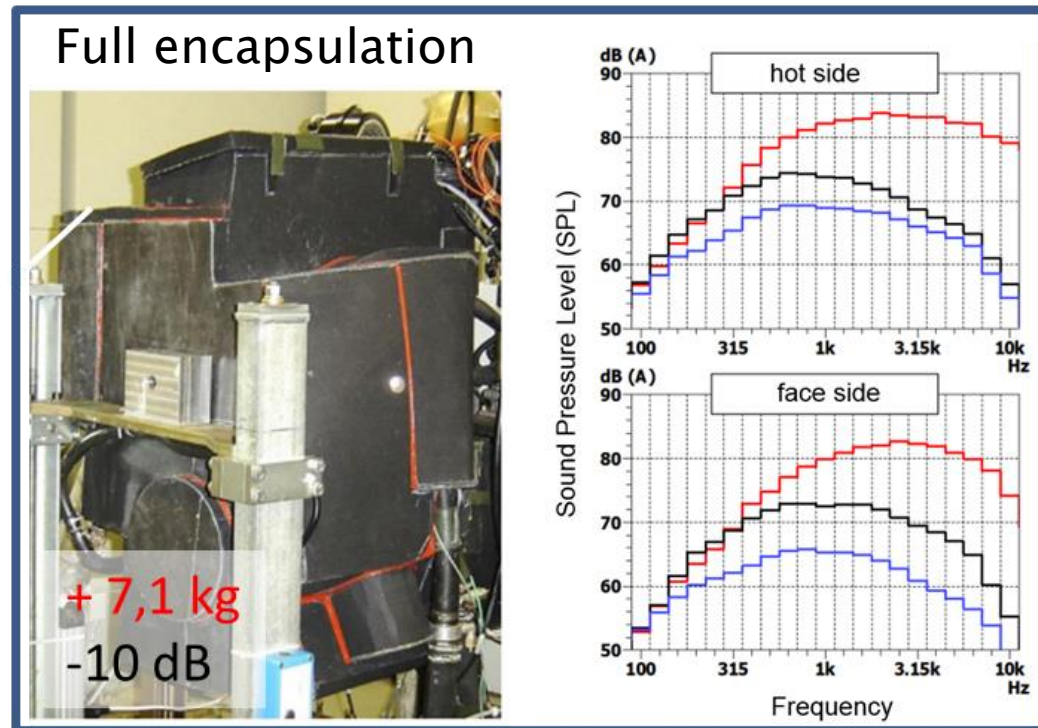 Full encapsulation
+ 7,1 kg
-10 dB
dB (A)
hot side
90
80
70
60
50
100 315 1k 3.15k 10k
Hz
dB (A)
face side
90
80
70
60
50
100 315 1k 3.15k 10k
Hz
Sound Pressure Level (SPL)
Frequency